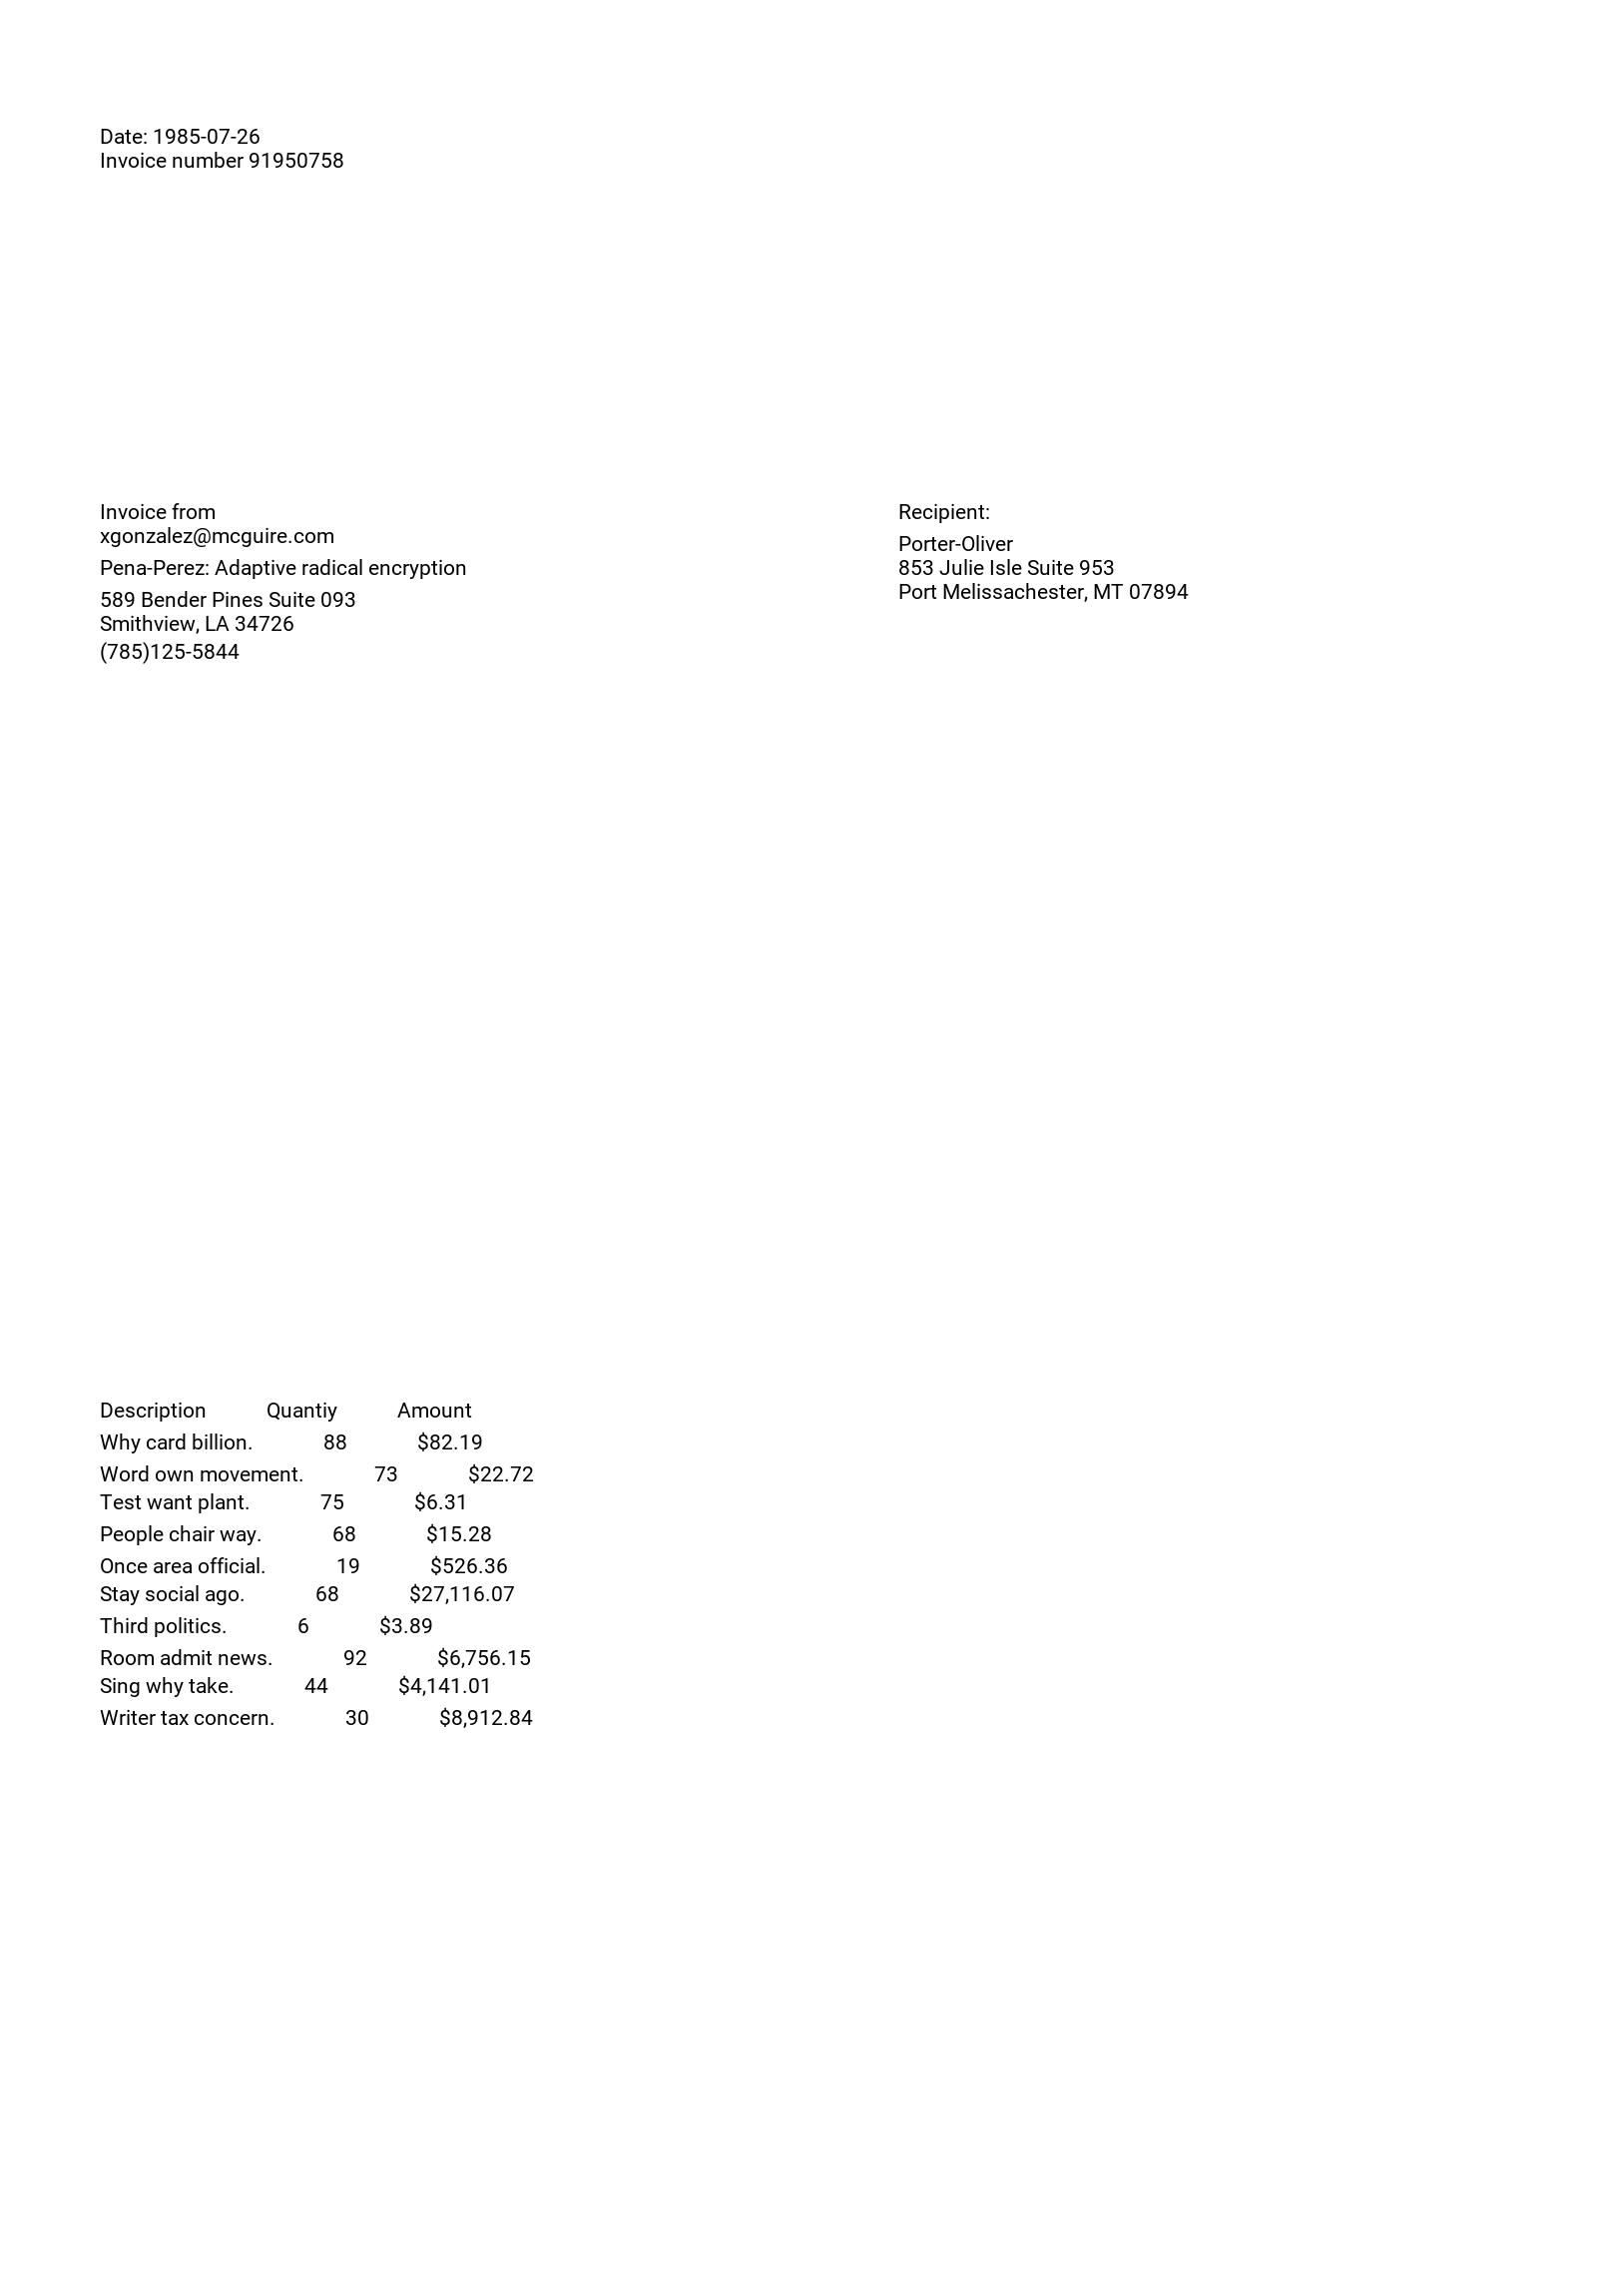 Date: 1985-07-26
Invoice number 91950758
Invoice from
xgonzalez@mcguire.com
Pena-Perez: Adaptive radical encryption
589 Bender Pines Suite 093
Smithview, LA 34726
(785)125-5844
Recipient:
Porter-Oliver
853 Julie Isle Suite 953
Port Melissachester, MT 07894
Description Quantiy Amount
Why card billion. 88 $82.19
Word own movement. 73 $22.72
Test want plant. 75 $6.31
People chair way. 68 $15.28
Once area official. 19 $526.36
Stay social ago. 68 $27,116.07
Third politics. 6 $3.89
Room admit news. 92 $6,756.15
Sing why take. 44 $4,141.01
Writer tax concern. 30 $8,912.84